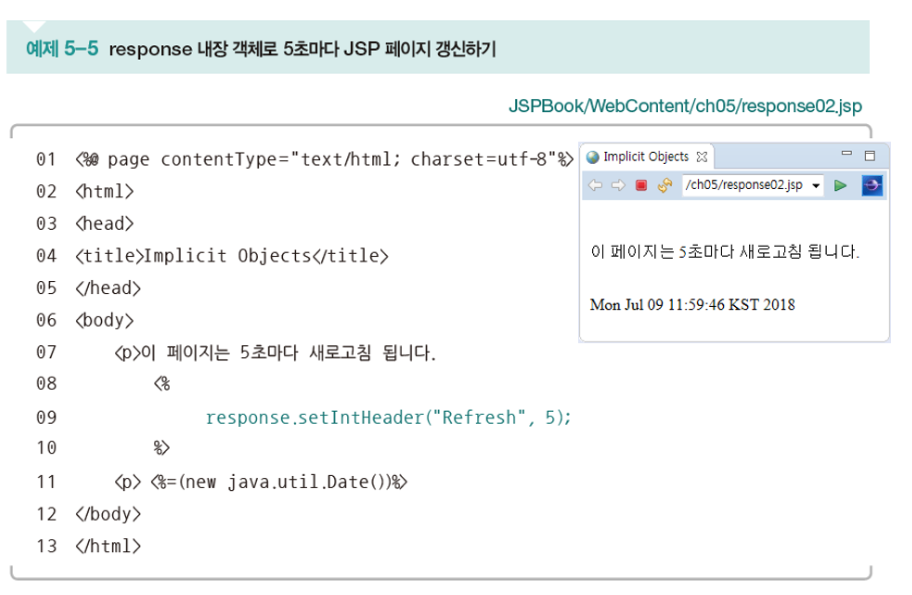 예제 5-5 response 내장 객체로 5초마다 JSP 페이지 갱신하기
JSPBook/WebContent/ch05/response02.jsp
01 <%@ page contentType="text/html; charset=utf-8"%>
02 <html>
03 <head>
04 <title>Implicit Objects</title>
05 </head>
06 <body>
07 <p>이 페이지는 5초마다 새로고침 됩니다.
08 <%
09 response.setIntHeader("Refresh", 5);
10 %>
11 <p> <%=(new java.util.Date())%>
12 </body>
13 </html>
Implicit Objects
/ch05/response02.jsp
이 페이지는 5초마다 새로고침 됩니다.
Mon Jul 09 11:59:46 KST 2018